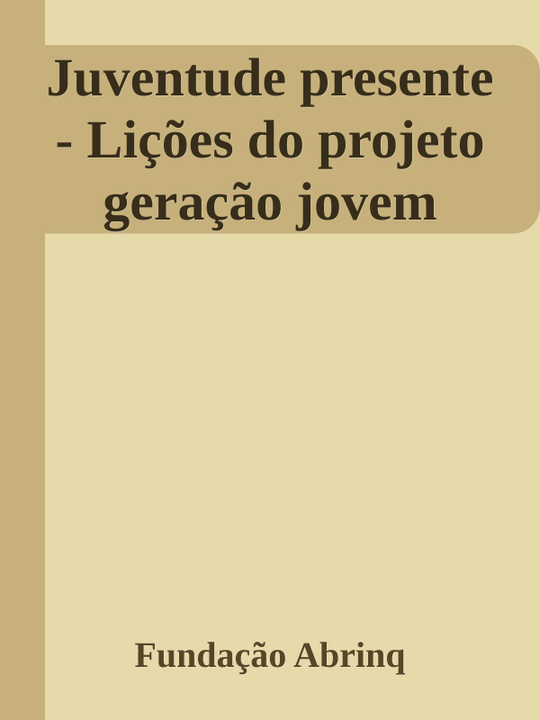 Juventude presente
- Lições do projeto
geração jovem
Fundação Abrinq